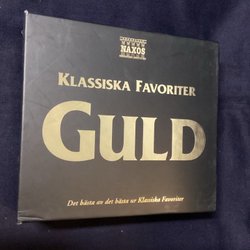 NAXOS
KLASSISKA FAVORITER
GULD
Det bästa av det bästa ur Klassiska Favoriter